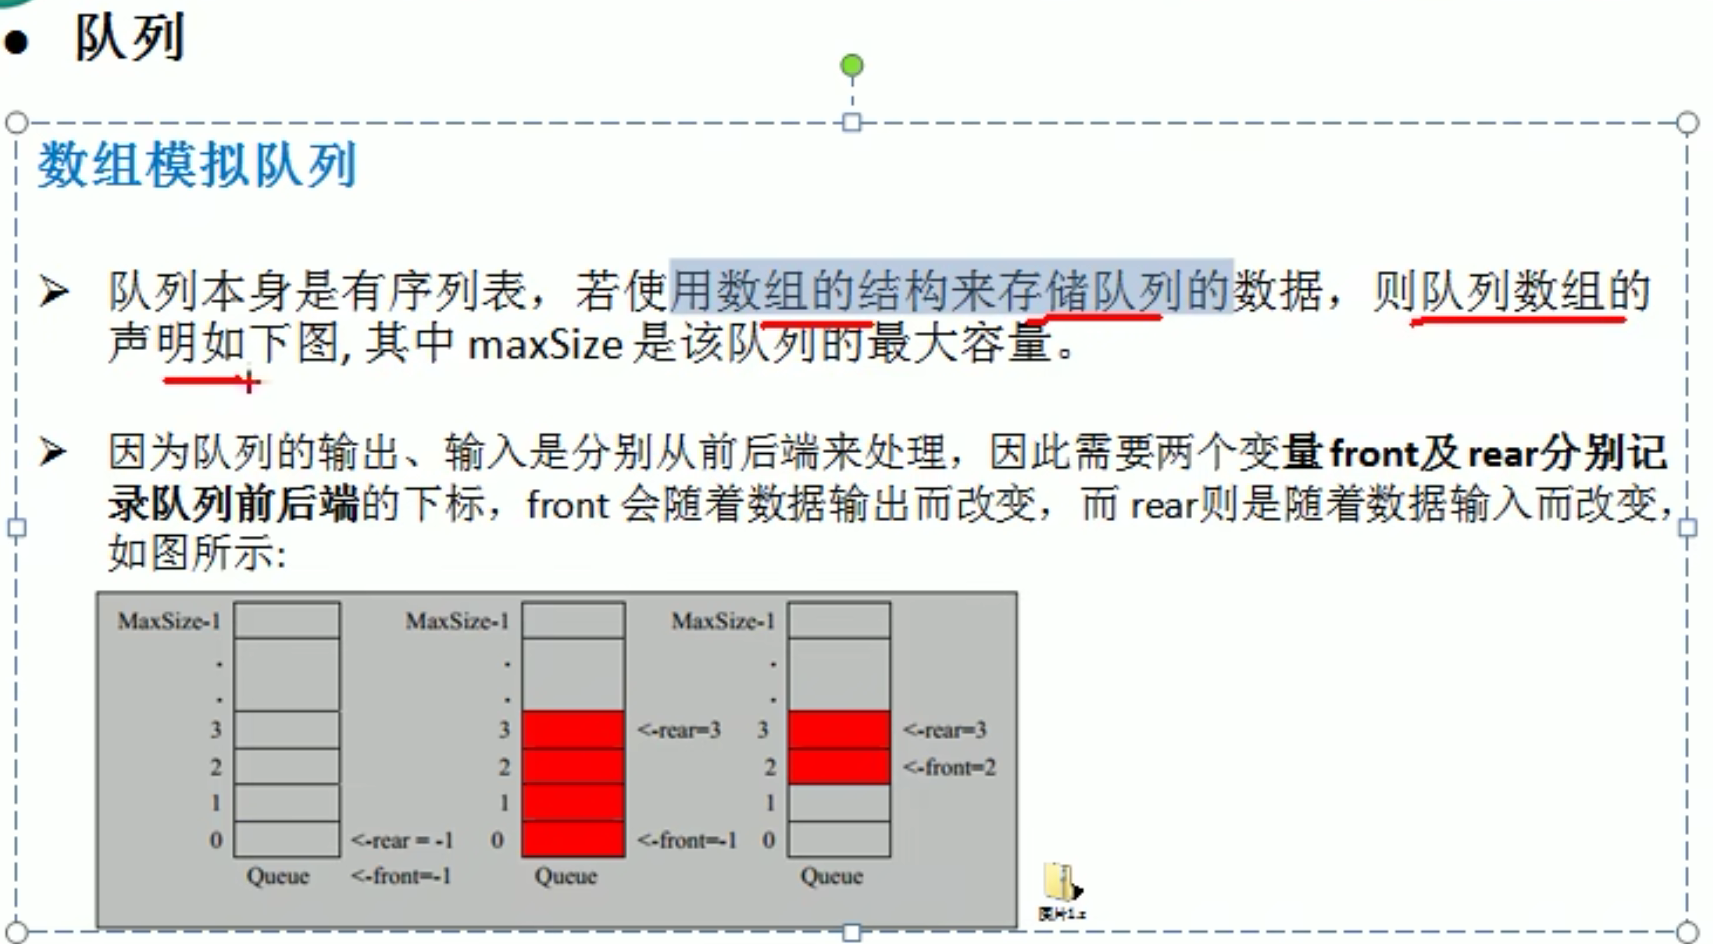 ● 队列
数组模拟队列
➢ 队列本身是有序列表，若使用数组的结构来存储队列的数据，则队列数组的
声明如下图, 其中 maxSize 是该队列的最大容量。
➢ 因为队列的输出、输入是分别从前后端来处理，因此需要两个变量front及rear分别记
录队列前后端的下标，front 会随着数据输出而改变，而 rear则是随着数据输入而改变，
如图所示:
MaxSize-1
.
.
3
2
1
0 <-rear = -1
Queue <-front=-1
MaxSize-1
.
.
3 <-rear=3
2
1
0 <-front=-1
Queue
MaxSize-1
.
.
3 <-rear=3
2 <-front=2
1
0
Queue
图片1.z